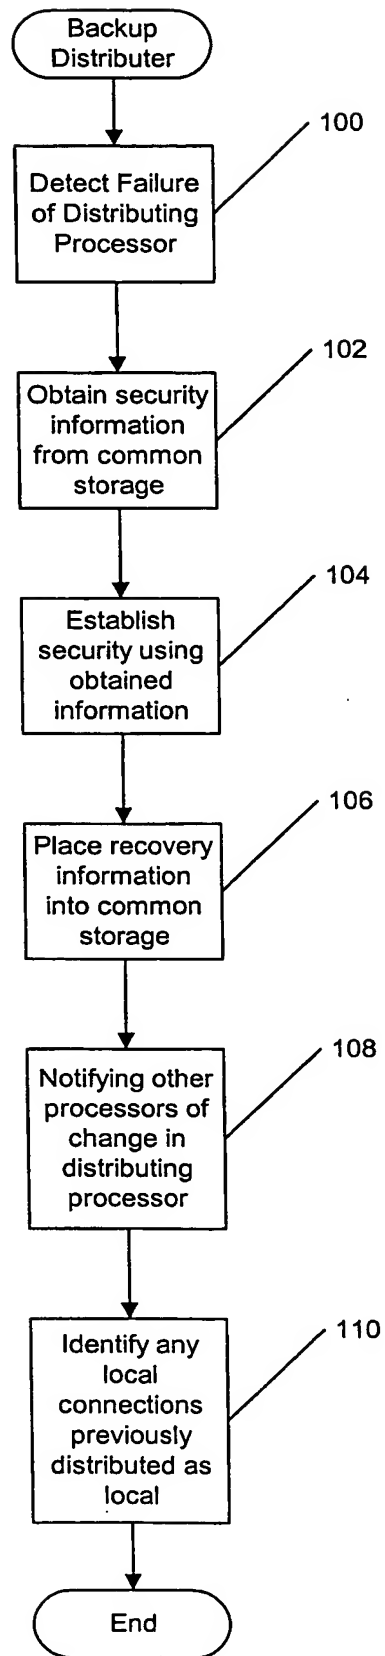 Backup
Distributer
100
Detect Failure
of Distributing
Processor
102
Obtain security
information
from common
storage
104
Establish
security using
obtained
information
106
Place recovery
information
into common
storage
108
Notifying other
processors of
change in
distributing
processor
110
Identify any
local
connections
previously
distributed as
local
End